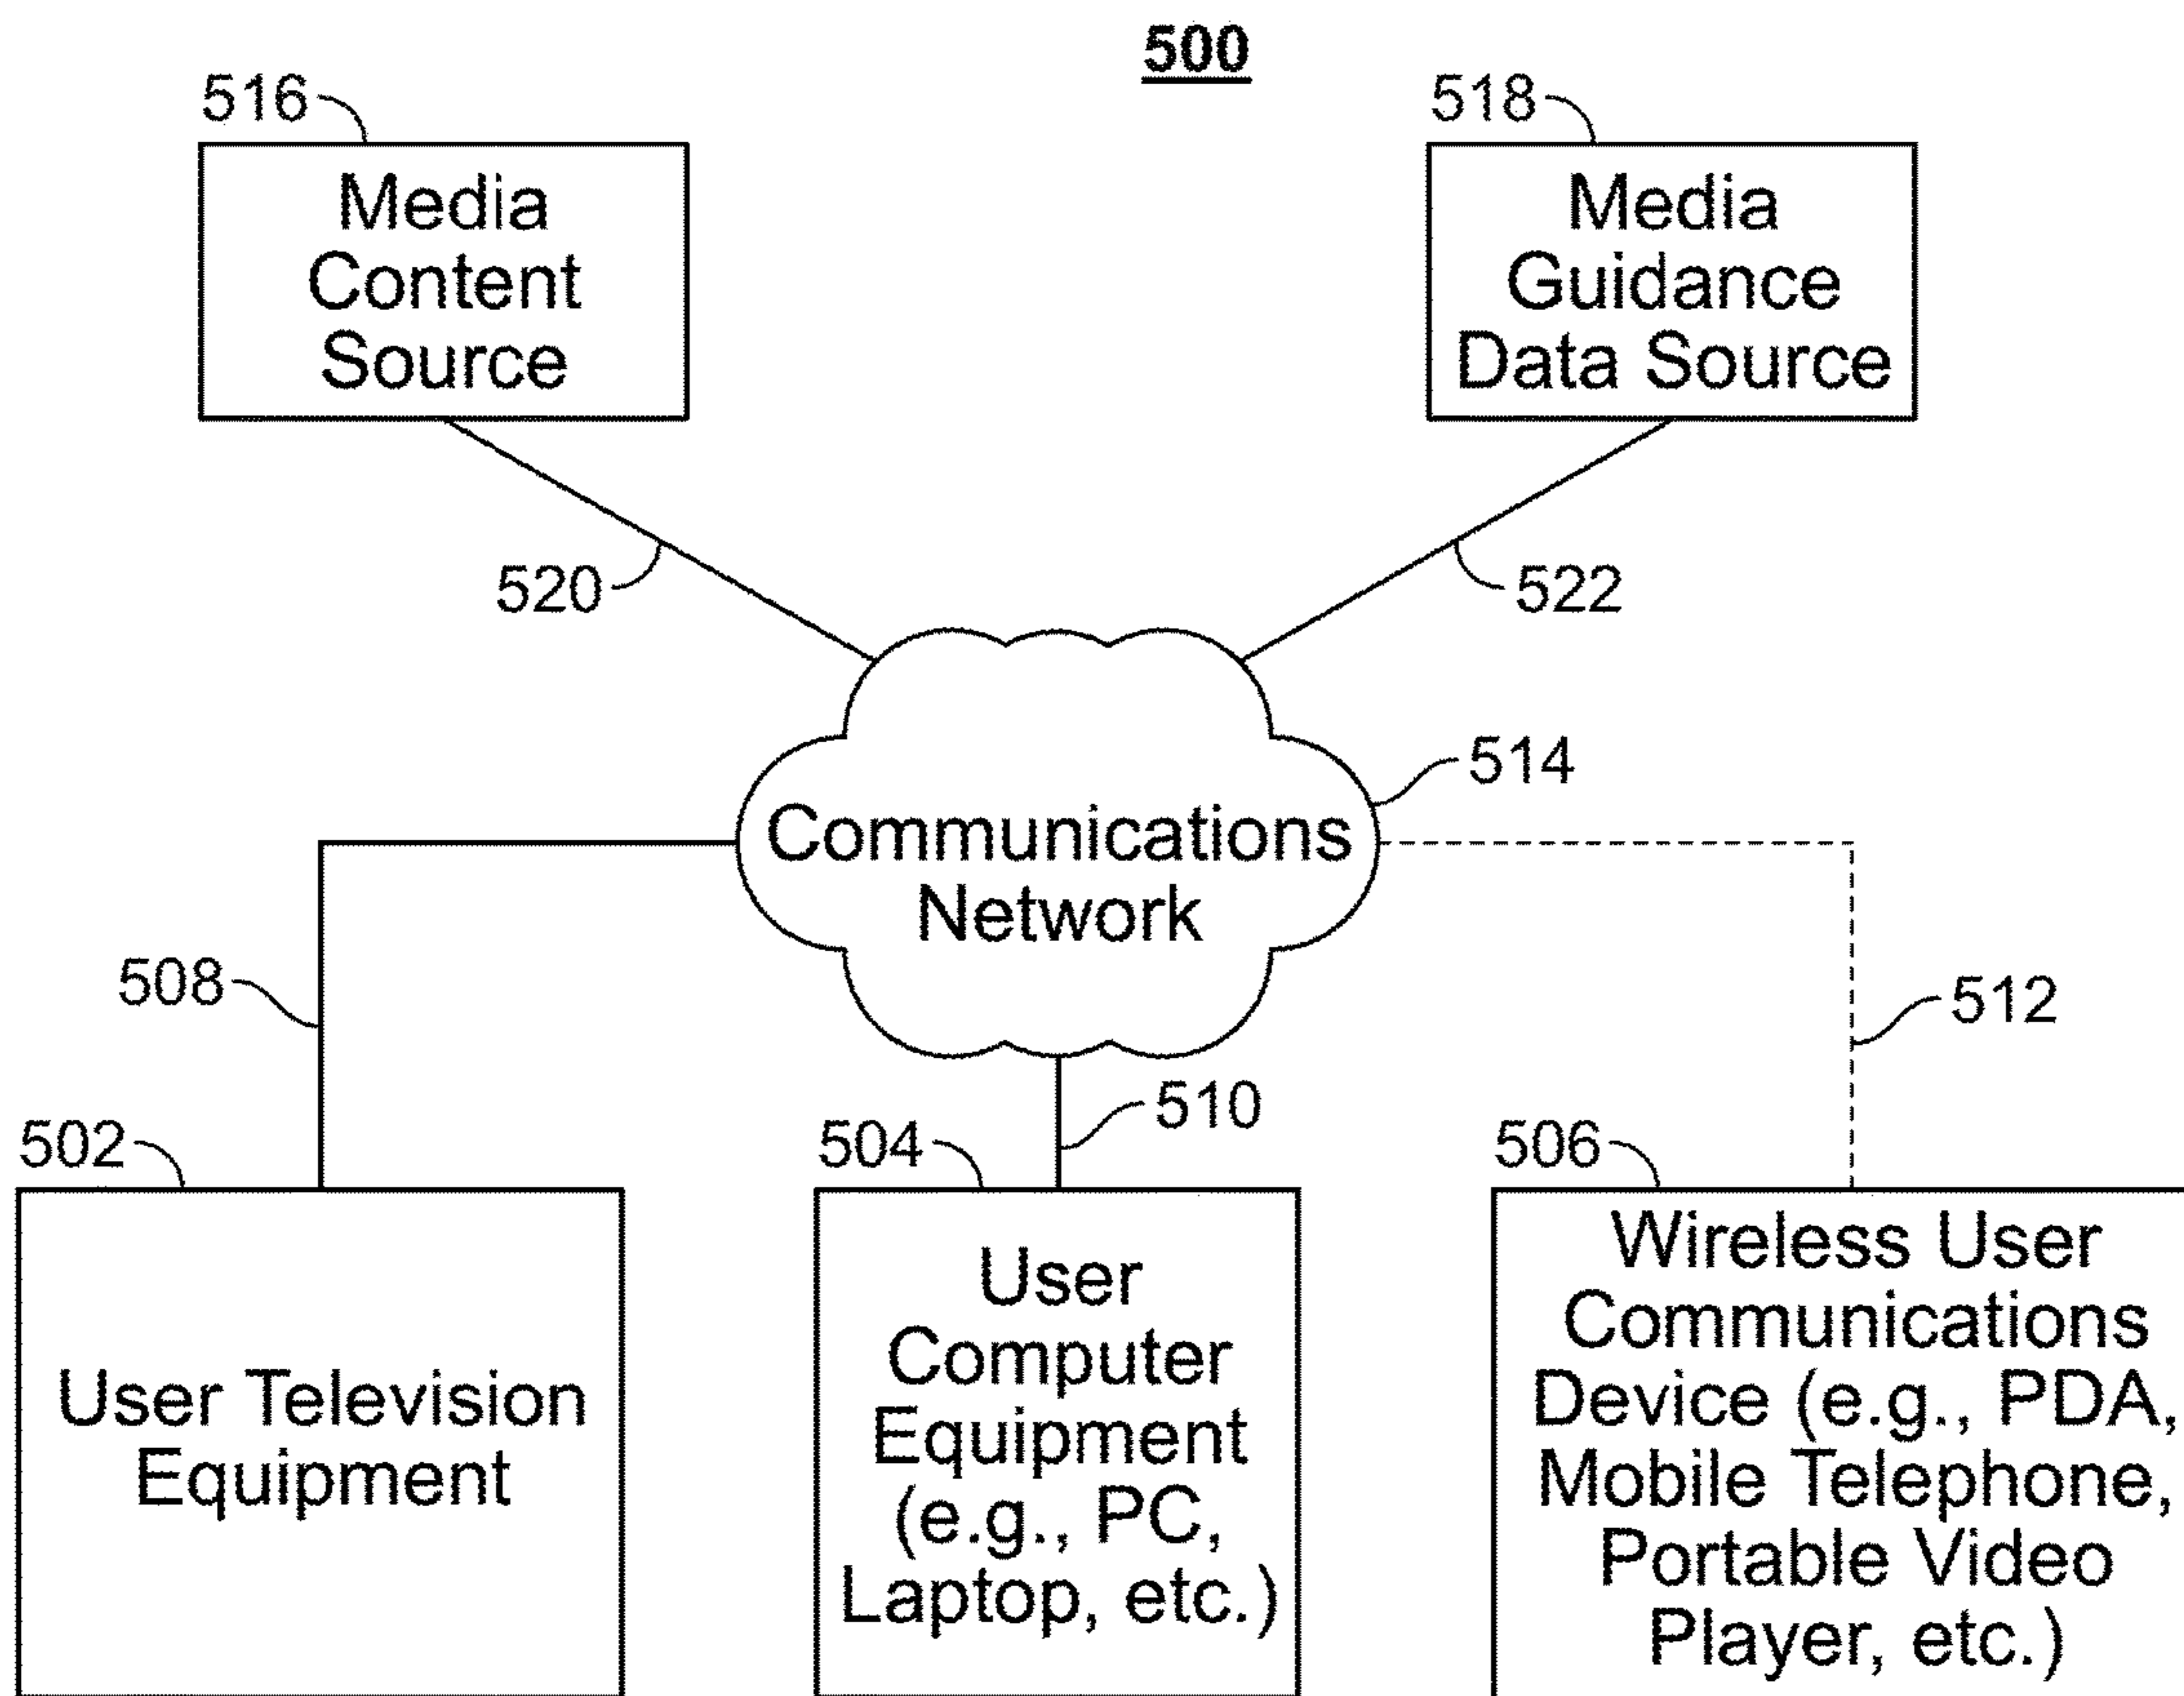 500
516
518
Media
Content
Source
Media
Guidance
Data Source
520
522
514
Communications
Network
508
512
510
502
504
506
User Television
Equipment
User
Computer
Equipment
(e.g., PC,
Laptop, etc.)
Wireless User
Communications
Device (e.g., PDA,
Mobile Telephone,
Portable Video
Player, etc.)